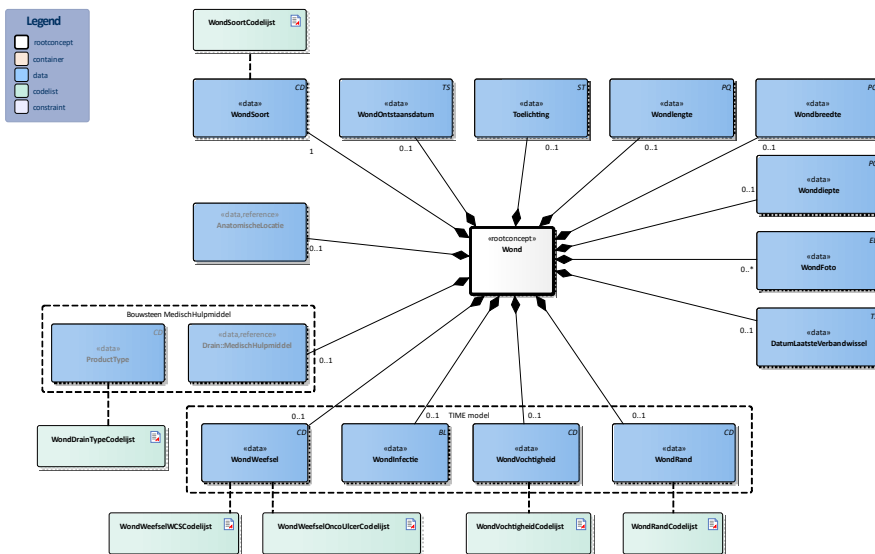 Legend
rootconcept
container
data
codelist
constraint
WondSoortCodelijst
CD
«data»
WondSoort
TS
«data»
WondOntstaansdatum
ST
«data»
Toelichting
PQ
«data»
Wondlengte
«data»
Wondbreedte
1
0..1
0..1
0..1
0..1
«data»
Wonddiepte
0..1
«data,reference»
AnatomischeLocatie
0..1
«rootconcept»
Wond
«data»
WondFoto
0..*
«data»
DatumLaatsteVerbandwissel
0..1
Bouwsteen MedischHulpmiddel
CD
«data»
ProductType
«data,reference»
Drain::MedischHulpmiddel
0..1
WondDrainTypeCodelijst
0..1
0..1
TIME model
0..1
0..1
CD
«data»
WondWeefsel
BL
«data»
WondInfectie
CD
«data»
WondVochtigheid
CD
«data»
WondRand
WondWeefselWCSCodelijst
WondWeefselOncoUlcerCodelijst
WondVochtigheidCodelijst
WondRandCodelijst